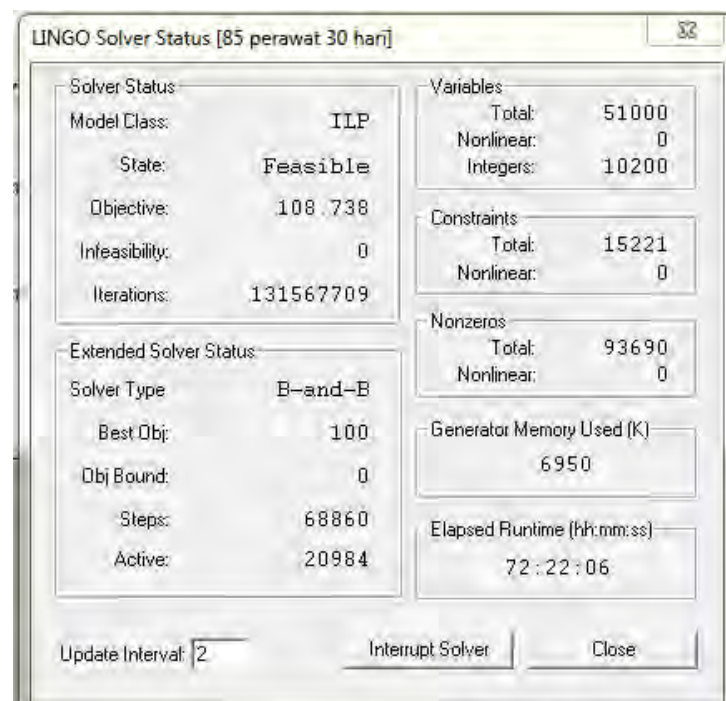 LINGO Solver Status [85 perawat 30 hari]
Solver Status
Model Class: ILP
State: Feasible
Objective: 108.738
Infeasibility: 0
Iterations: 131567709
Extended Solver Status
Solver Type B-and-B
Best Obj: 100
Obj Bound: 0
Steps: 68860
Active: 20984
Update Interval: 2
Variables
Total: 51000
Nonlinear: 0
Integers: 10200
Constraints
Total: 15221
Nonlinear: 0
Nonzeros
Total: 93690
Nonlinear: 0
Generator Memory Used (K)
6950
Elapsed Runtime (hh:mm:ss)
72:22:06
Interrupt Solver
Close